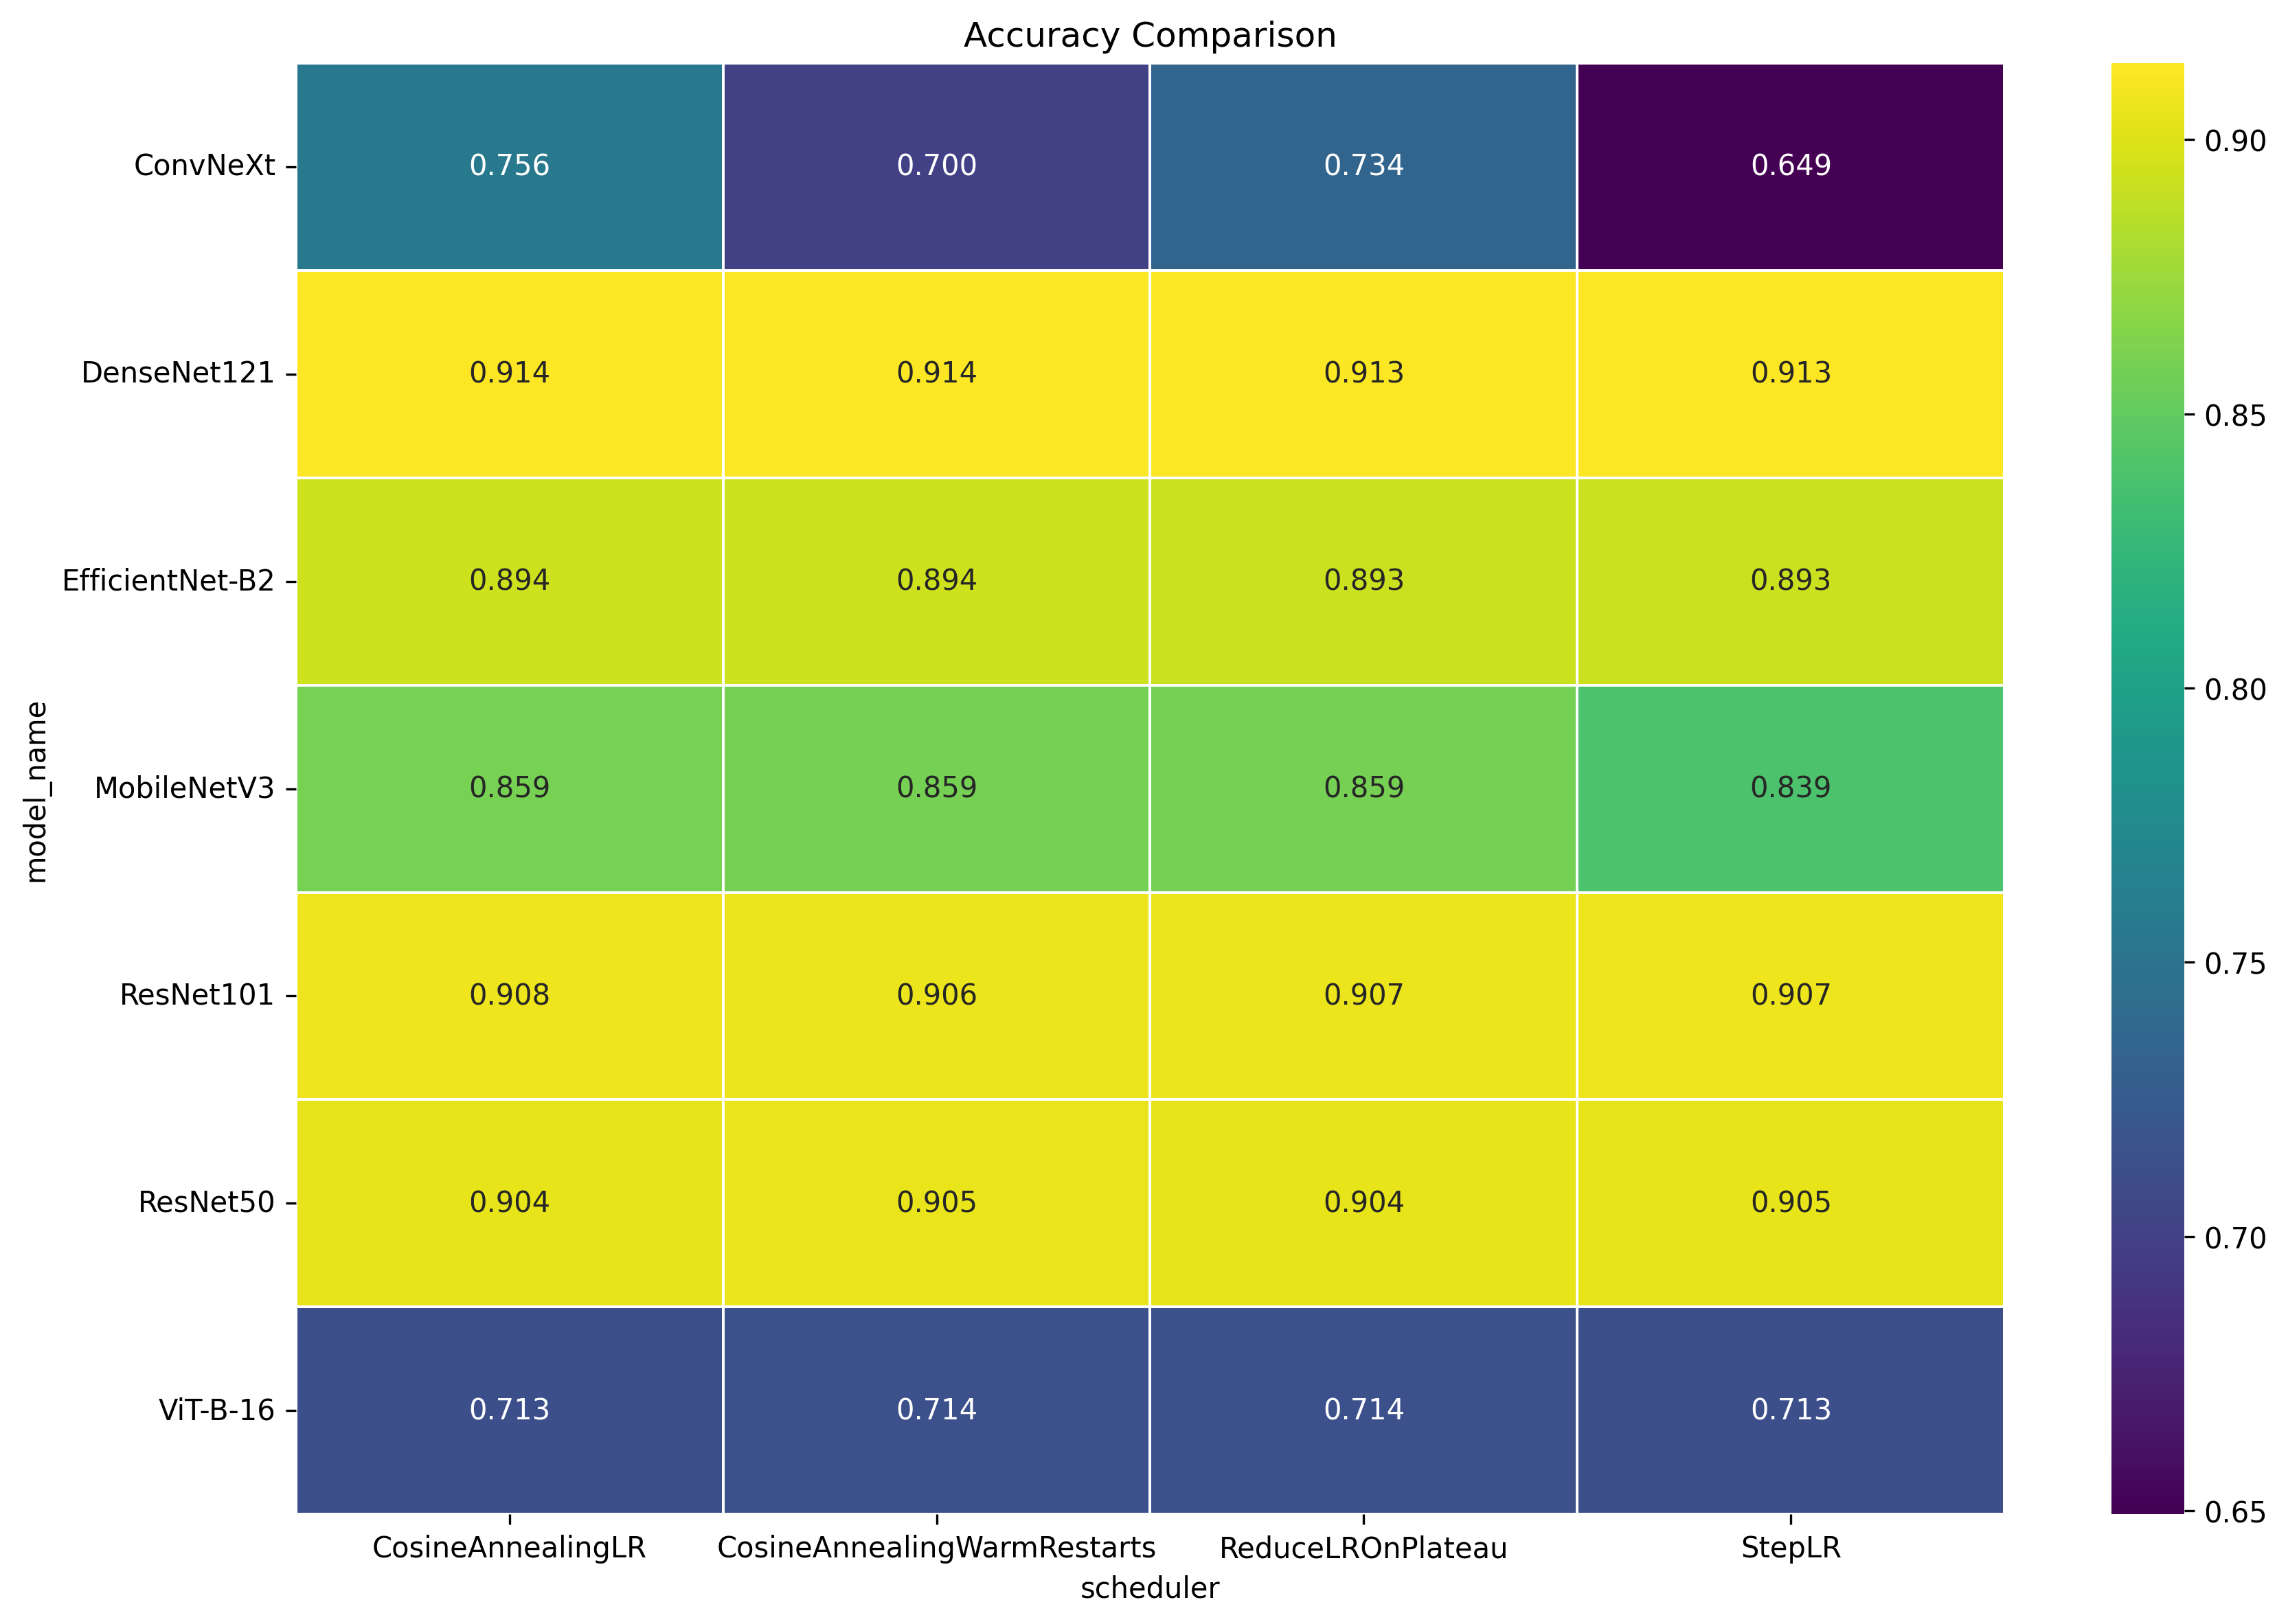 Accuracy Comparison
ConvNeXt 0.756 0.700 0.734 0.649
DenseNet121 0.914 0.914 0.913 0.913
EfficientNet-B2 0.894 0.894 0.893 0.893
MobileNetV3 0.859 0.859 0.859 0.839
ResNet101 0.908 0.906 0.907 0.907
ResNet50 0.904 0.905 0.904 0.905
ViT-B-16 0.713 0.714 0.714 0.713
model_name
CosineAnnealingLR CosineAnnealingWarmRestarts ReduceLROnPlateau StepLR
scheduler
0.90
0.85
0.80
0.75
0.70
0.65